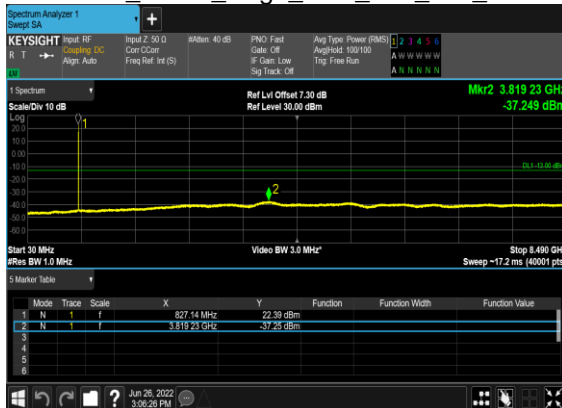 Spectrum Analyzer 1
Swept SA
+
KEYSIGHT Input: RF Input Z: 50 Ω #Atten: 40 dB PNO: Fast Avg Type: Power (RMS) 1 2 3 4 5 6
R T Coupling: DC Corr CCorr Gate: Off Avg|Hold: 100/100 A W W W W W
Align: Auto Freq Ref: Int (S) IF Gain: Low Trig: Free Run
Sig Track: Off A N N N N N
1 Spectrum Ref Lvl Offset 7.30 dB Mkr2 3.819 23 GHz
Scale/Div 10 dB Ref Level 30.00 dBm -37.249 dBm
Log
1
20.0
10.0
0.00
-10.0
DL1 -13.00 dBm
-20.0
-30.0
2
-40.0
-50.0
-60.0
Start 30 MHz Video BW 3.0 MHz* Stop 8.490 GHz
#Res BW 1.0 MHz Sweep ~17.2 ms (40001 pts)
5 Marker Table
Mode Trace Scale X Y Function Function Width Function Value
1 N 1 f 827.14 MHz 22.39 dBm
2 N 1 f 3.819 23 GHz -37.25 dBm
3
4
5
6
? Jun 26, 2022
3:06:26 PM